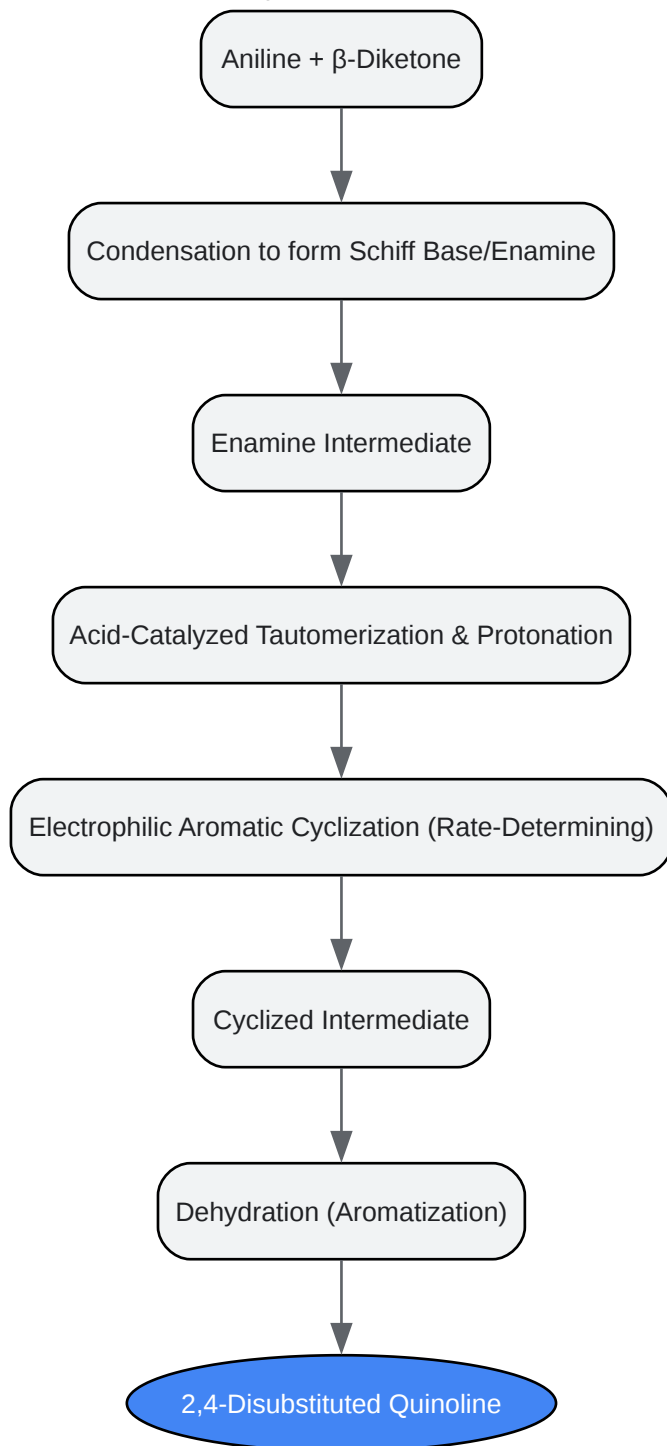 Aniline + β-Diketone
Condensation to form Schiff Base/Enamine
Enamine Intermediate
Acid-Catalyzed Tautomerization & Protonation
Electrophilic Aromatic Cyclization (Rate-Determining)
Cyclized Intermediate
Dehydration (Aromatization)
2,4-Disubstituted Quinoline